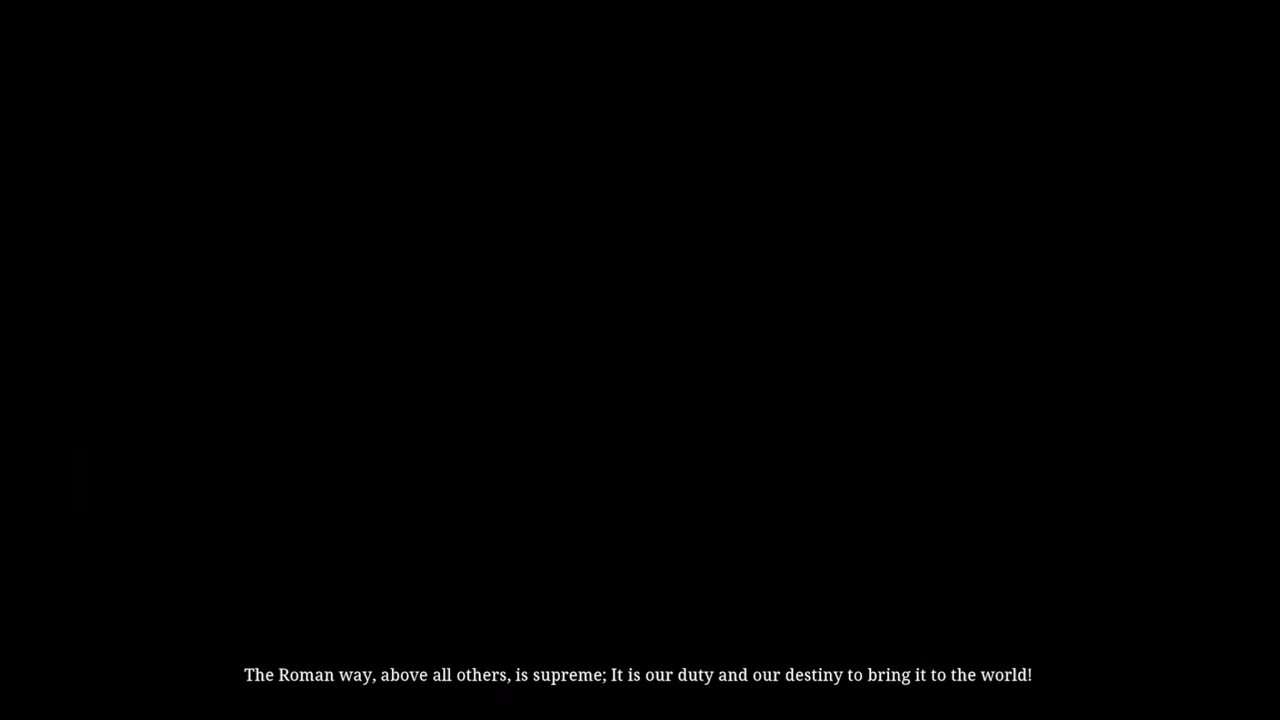 The Roman way, above all others, is supreme; It is our duty and our destiny to bring it to the world!